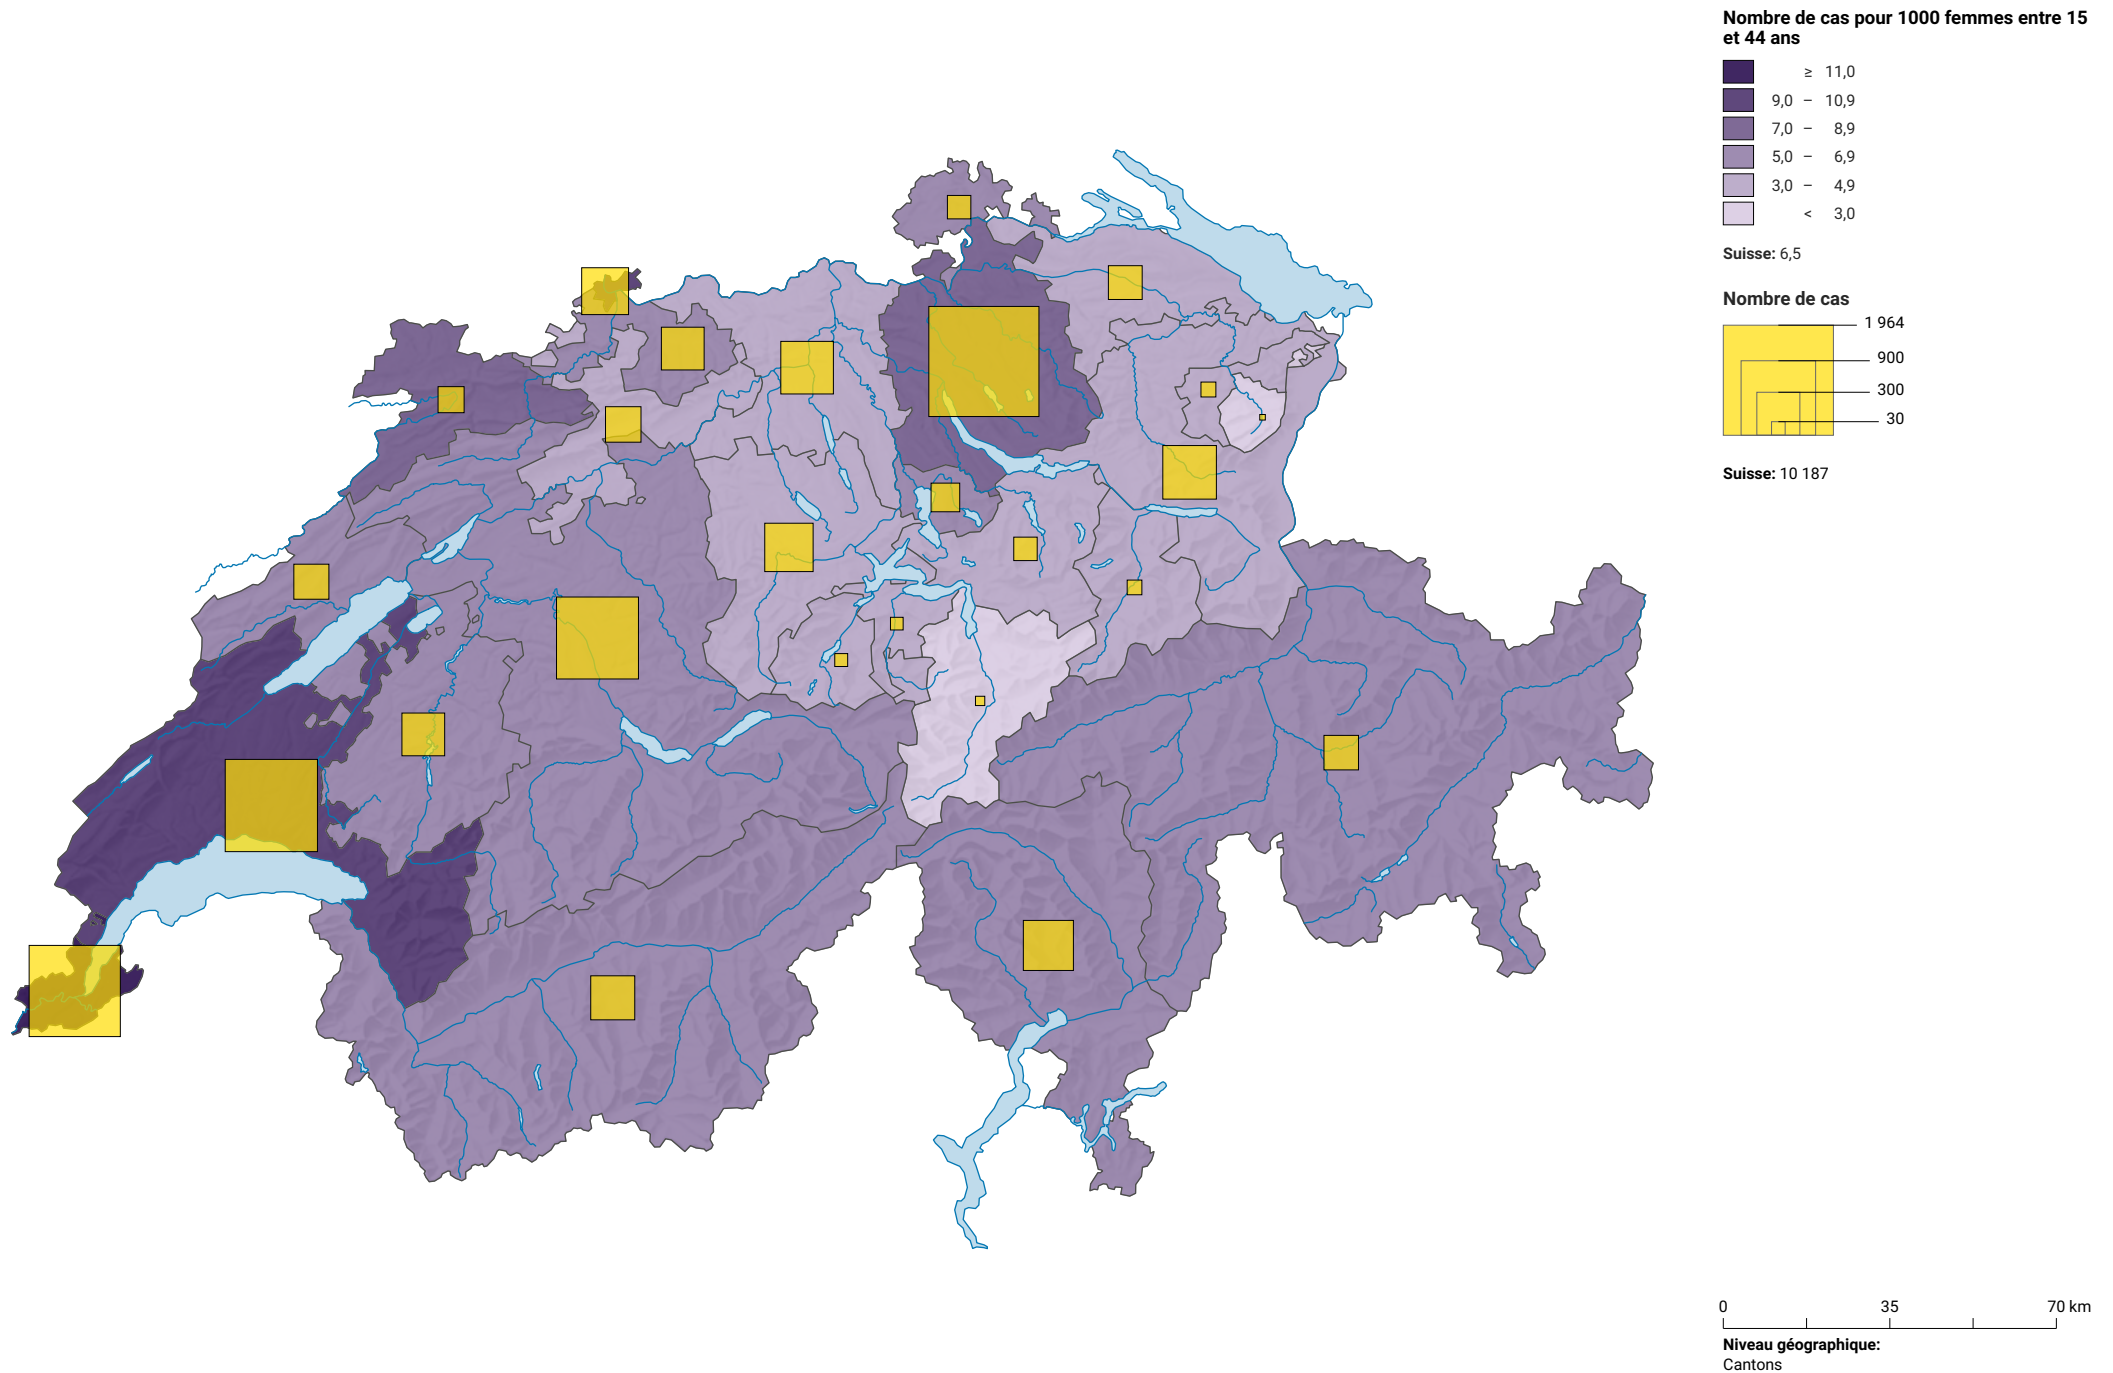 Nombre de cas pour 1000 femmes entre 15
et 44 ans
≥ 11,0
9,0 – 10,9
7,0 – 8,9
5,0 – 6,9
3,0 – 4,9
< 3,0
Suisse: 6,5
Nombre de cas
1 964
900
300
30
Suisse: 10 187
0 35 70 km
Niveau géographique:
Cantons